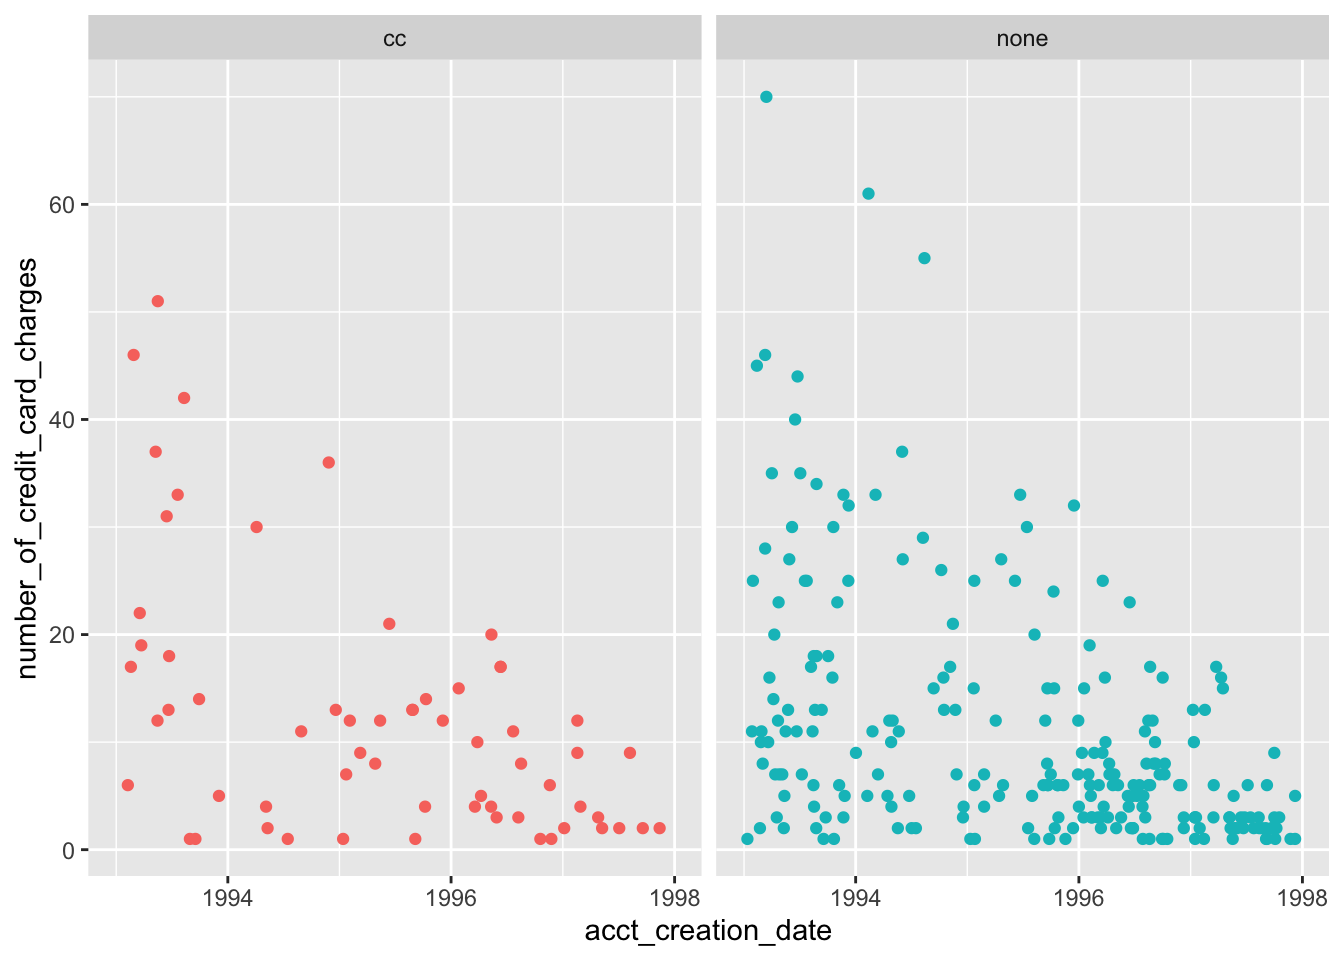 cc
none
number_of_credit_card_charges
60
40
20
0
1994
1996
1998
1994
1996
1998
acct_creation_date